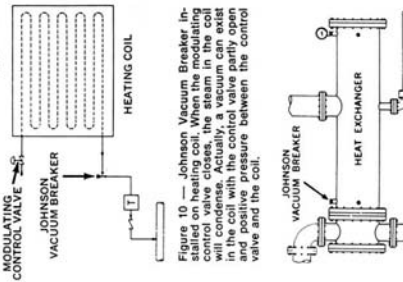 MODULATING
CONTROL VALVE
JOHNSON
VACUUM BREAKER
HEATING COIL
T
Figure 10 — Johnson Vacuum Breaker in-
stalled on heating coil. When the modulating
control valve closes, the steam in the coil
will condense. Actually, a vacuum can exist
in the coil with the control valve partly open
and positive pressure between the control
valve and the coil.
JOHNSON
VACUUM BREAKER
HEAT EXCHANGER